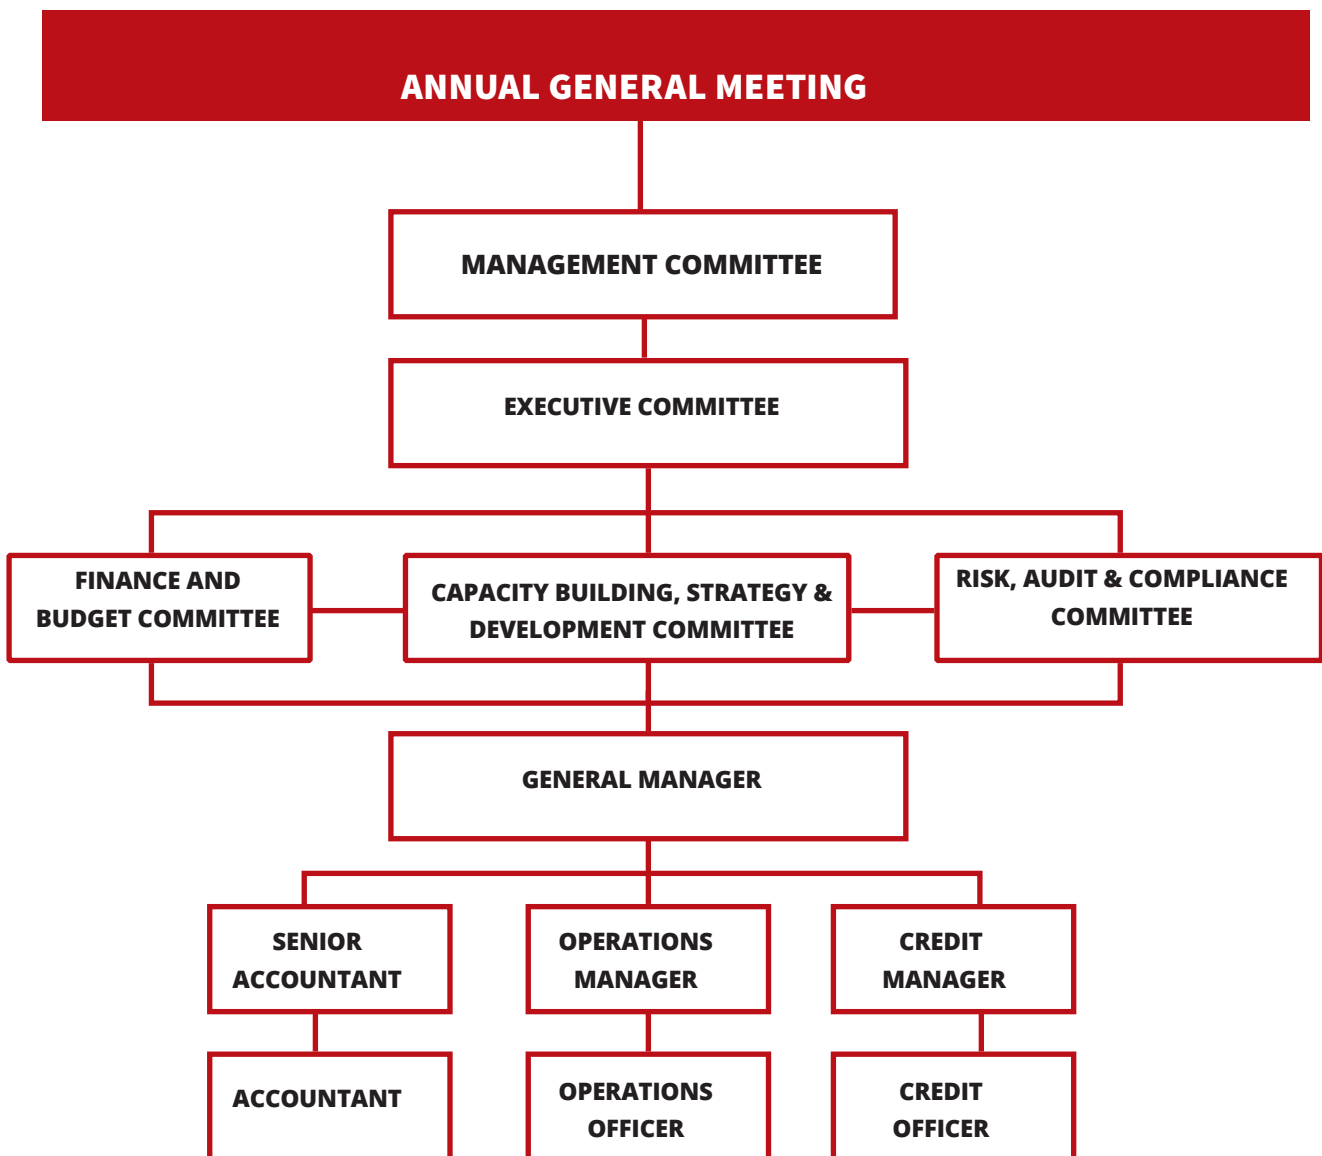 ANNUAL GENERAL MEETING
MANAGEMENT COMMITTEE
EXECUTIVE COMMITTEE
FINANCE AND
BUDGET COMMITTEE
CAPACITY BUILDING, STRATEGY &
DEVELOPMENT COMMITTEE
RISK, AUDIT & COMPLIANCE
COMMITTEE
GENERAL MANAGER
SENIOR
ACCOUNTANT
OPERATIONS
MANAGER
CREDIT
MANAGER
ACCOUNTANT
OPERATIONS
OFFICER
CREDIT
OFFICER